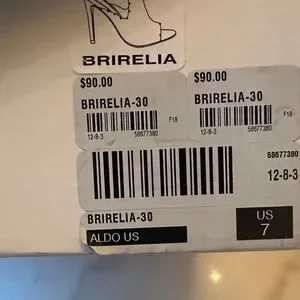 BRIRELIA
$90.00
BRIRELIA-30
F18
12-8-3 58677380
$90.00
BRIRELIA-30
F18
12-8-3 58677380
58677380
12-8-3
BRIRELIA-30
ALDO US
US
7